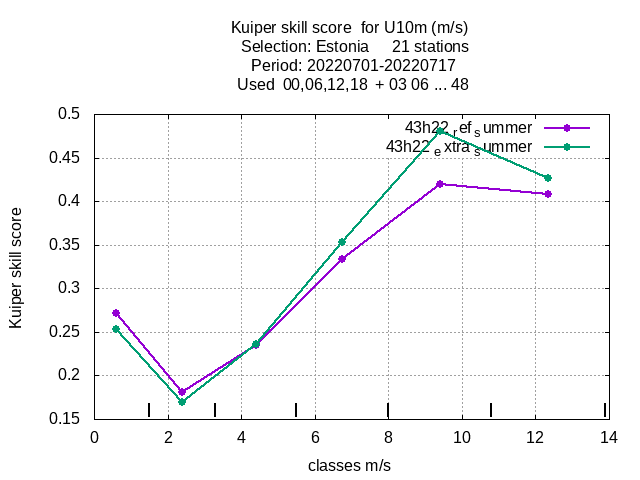 Kuiper skill score for U10m (m/s)
Selection: Estonia 21 stations
Period: 20220701-20220717
Used 00,06,12,18 + 03 06 ... 48
43h22_ref_summer
43h22_extra_summer
0.5
0.45
0.4
0.35
0.3
0.25
0.2
0.15
Kuiper skill score
0 2 4 6 8 10 12 14
classes m/s